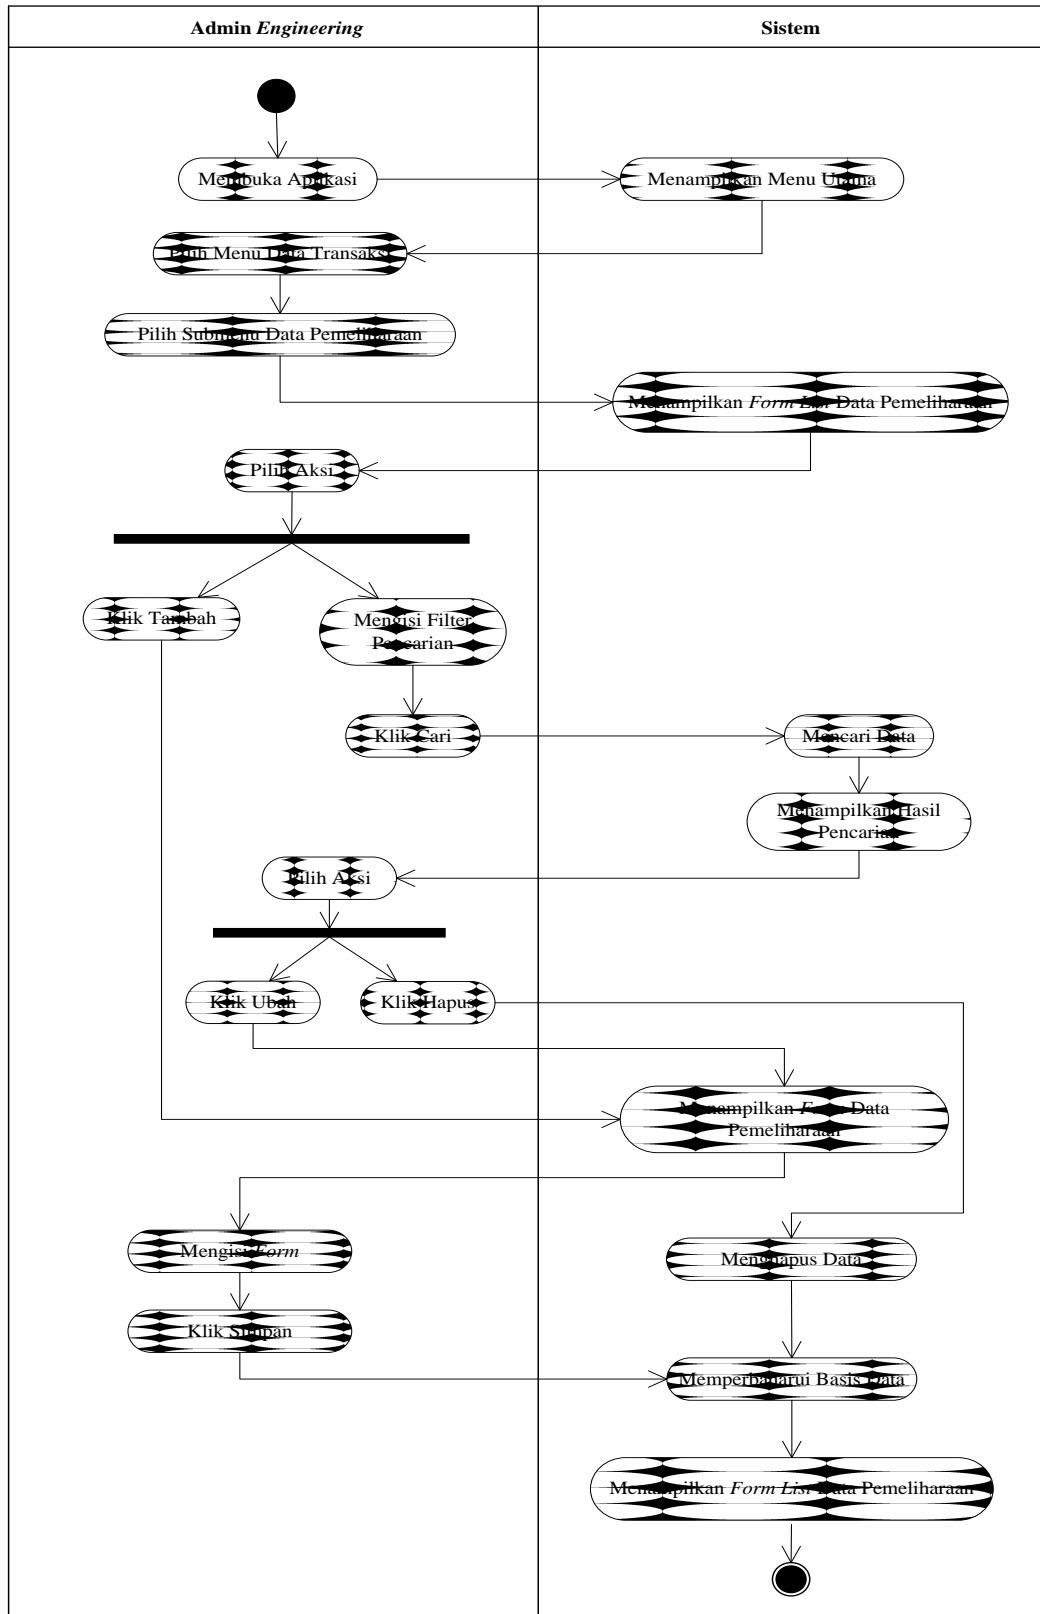 Admin Engineering
Sistem
Membuka Aplikasi
Menampilkan Menu Utama
Pilih Menu Data Transaksi
Pilih Submenu Data Pemeliharaan
Menampilkan Form List Data Pemeliharaan
Pilih Aksi
Klik Tambah
Mengisi Filter
Pencarian
Klik Cari
Mencari Data
Menampilkan Hasil
Pencarian
Pilih Aksi
Klik Ubah
Klik Hapus
Menampilkan Form Data
Pemeliharaan
Mengisi Form
Menghapus Data
Klik Simpan
Memperbaharui Basis Data
Menampilkan Form List Data Pemeliharaan